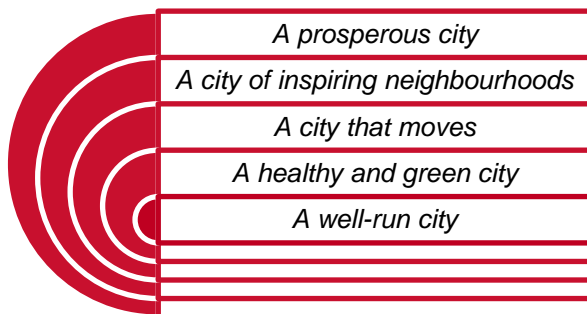 A prosperous city
A city of inspiring neighbourhoods
A city that moves
A healthy and green city
A well-run city